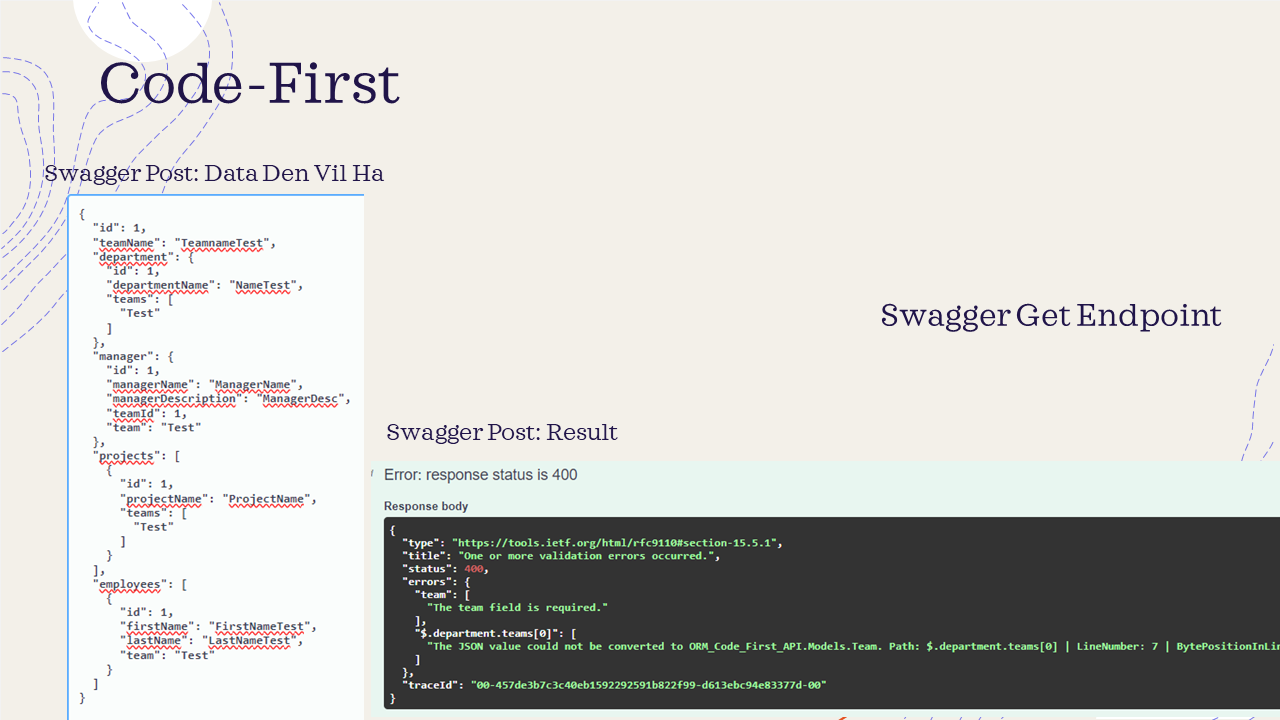 Code-First
Swagger Post: Data Den Vil Ha
{
"id": 1,
"teamName": "TeamnameTest",
"department": {
"id": 1,
"departmentName": "NameTest",
"teams": [
"Test"
]
},
"manager": {
"id": 1,
"managerName": "ManagerName",
"managerDescription": "ManagerDesc",
"teamId": 1,
"team": "Test"
},
"projects": [
{
"id": 1,
"projectName": "ProjectName",
"teams": [
"Test"
]
}
],
"employees": [
{
"id": 1,
"firstName": "FirstNameTest",
"lastName": "LastNameTest",
"team": "Test"
}
]
}
Swagger Get Endpoint
Swagger Post: Result
Error: response status is 400
Response body
{
"type": "https://tools.ietf.org/html/rfc9110#section-15.5.1",
"title": "One or more validation errors occurred.",
"status": 400,
"errors": {
"team": [
"The team field is required."
],
"$.department.teams[0]": [
"The JSON value could not be converted to ORM_Code_First_API.Models.Team. Path: $.department.teams[0] | LineNumber: 7 | BytePositionInLin
]
},
"traceId": "00-457de3b7c3c40eb1592292591b822f99-d613ebc94e83377d-00"
}